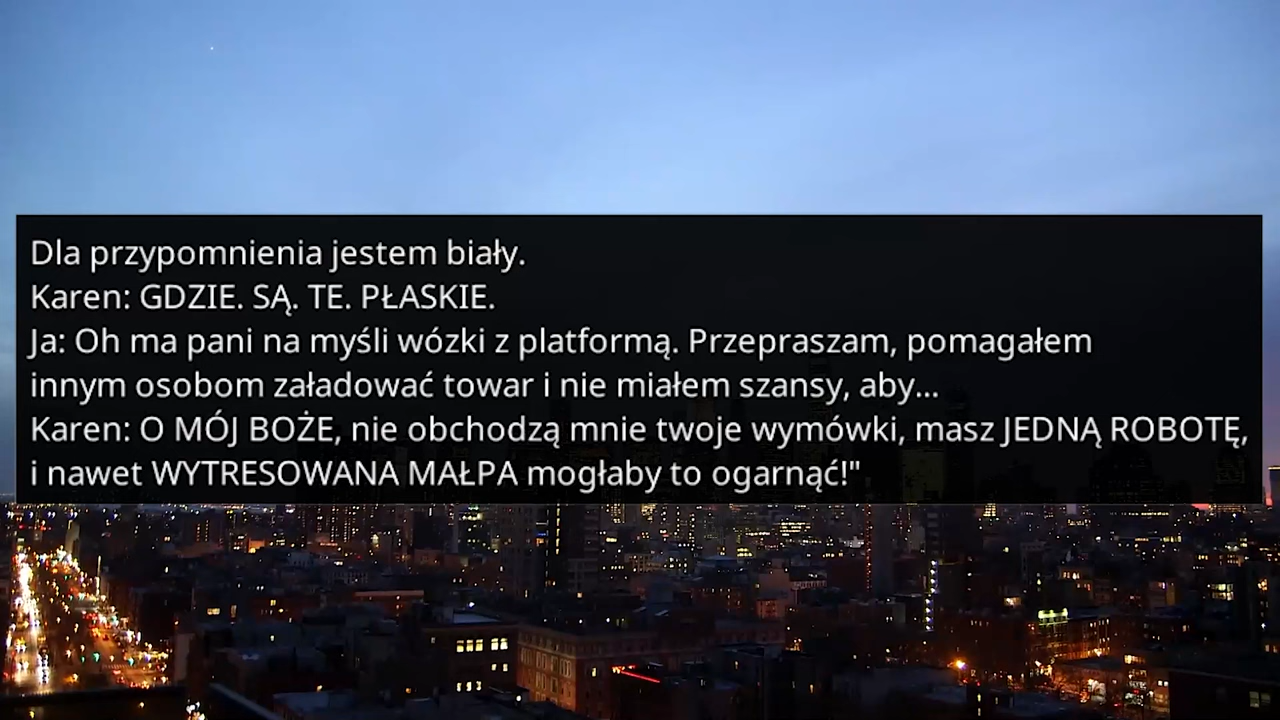 Dla przypomnienia jestem biały.
Karen: GDZIE. SĄ. TE. PŁASKIE.
Ja: Oh ma pani na myśli wózki z platformą. Przepraszam, pomagałem
innym osobom załadować towar i nie miałem szansy, aby...
Karen: O MÓJ BOŻE, nie obchodzą mnie twoje wymówki, masz JEDNĄ ROBOTĘ,
i nawet WYTRESOWANA MAŁPA mogłaby to ogarnąć!"